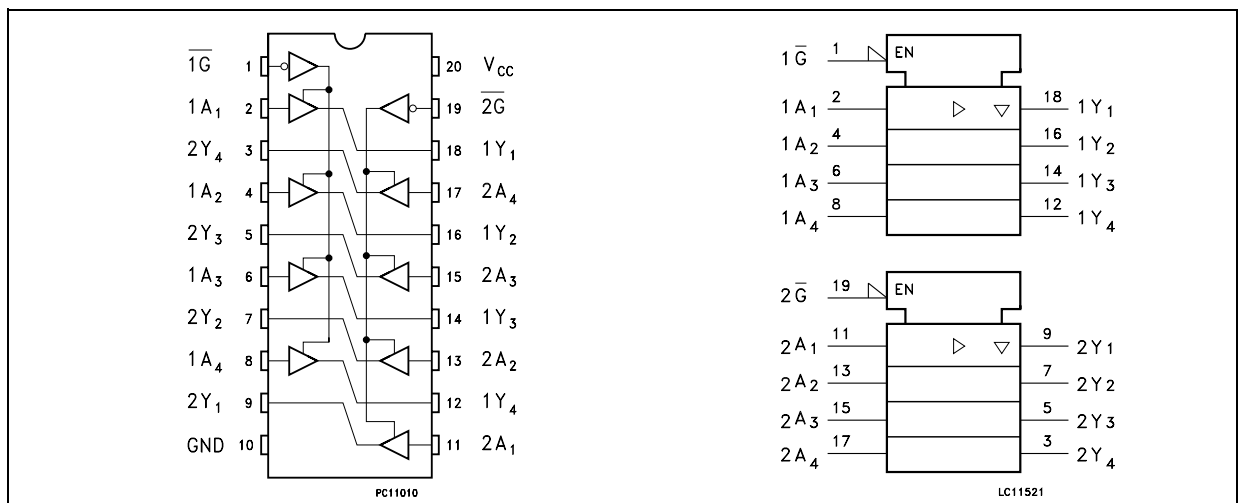 1G 1 20 VCC
1A1 2 19 2G
2Y4 3 18 1Y1
1A2 4 17 2A4
2Y3 5 16 1Y2
1A3 6 15 2A3
2Y2 7 14 1Y3
1A4 8 13 2A2
2Y1 9 12 1Y4
GND 10 11 2A1
PC11010
1G 1 EN
1A1 2 18 1Y1
1A2 4 16 1Y2
1A3 6 14 1Y3
1A4 8 12 1Y4
2G 19 EN
2A1 11 9 2Y1
2A2 13 7 2Y2
2A3 15 5 2Y3
2A4 17 3 2Y4
LC11521